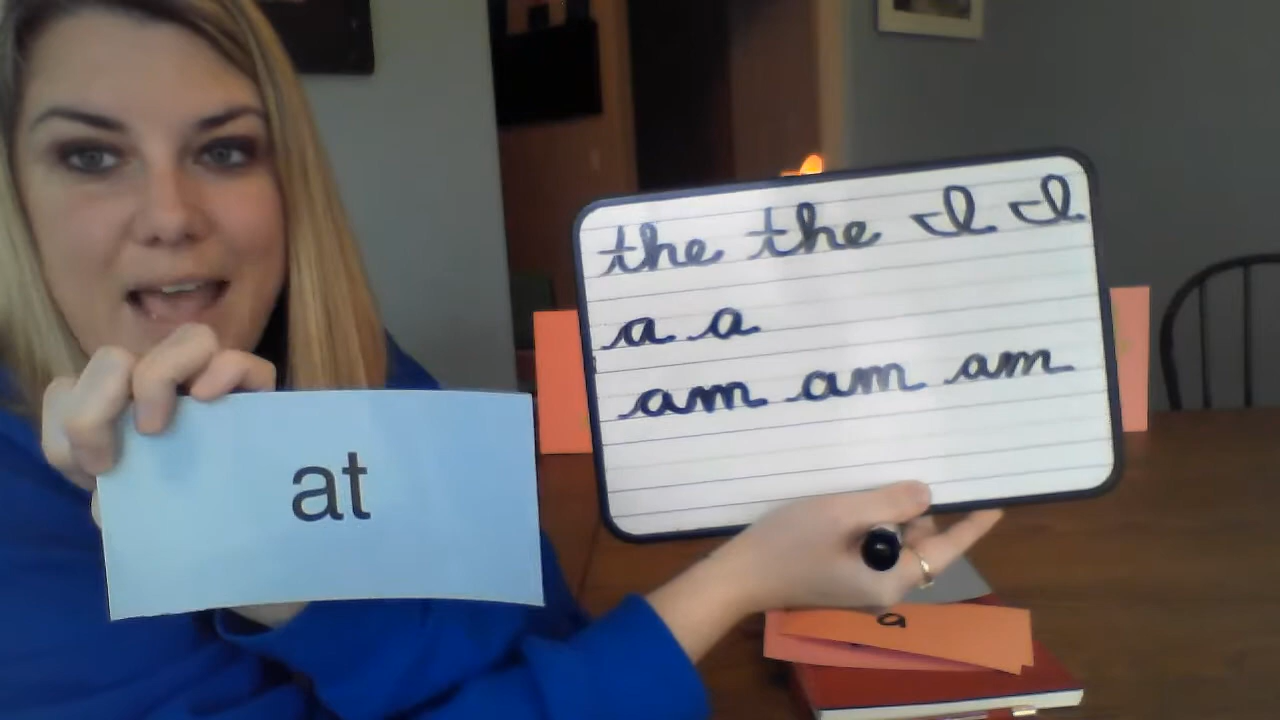 the the I I
a a
am am am
at
a